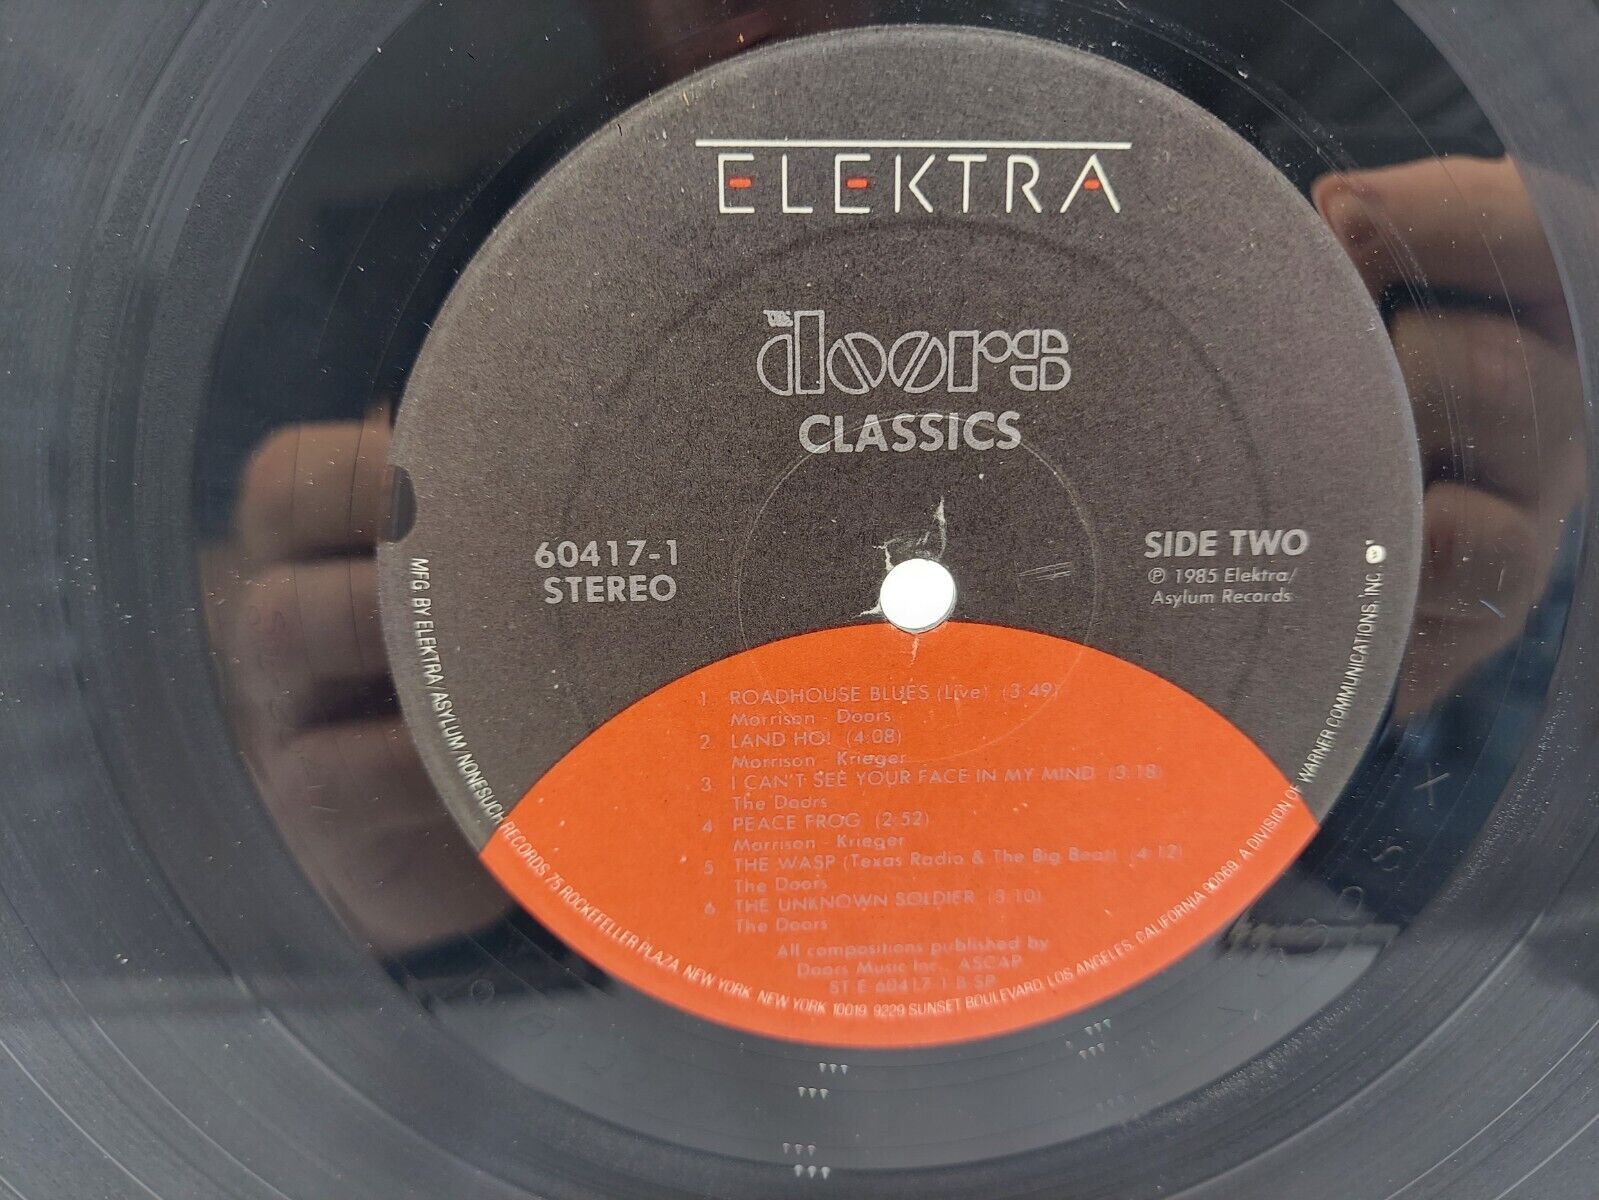 ELEKTRA
THE doors
CLASSICS
60417-1
STEREO
SIDE TWO
℗ 1985 Elektra/
Asylum Records
1. ROADHOUSE BLUES (Live) (3:49)
Morrison - Doors
2. LAND HO! (4:08)
Morrison - Krieger
3. I CAN'T SEE YOUR FACE IN MY MIND (3:18)
The Doors
4. PEACE FROG (2:52)
Morrison - Krieger
5. THE WASP (Texas Radio & The Big Beat) (4:12)
The Doors
6. THE UNKNOWN SOLDIER (3:10)
The Doors
All compositions published by
Doors Music Inc., ASCAP
ST E 60417-1 B SP
MFG. BY ELEKTRA/ASYLUM/NONESUCH RECORDS, 75 ROCKEFELLER PLAZA, NEW YORK, NEW YORK 10019. 9229 SUNSET BOULEVARD, LOS ANGELES, CALIFORNIA 90069. A DIVISION OF WARNER COMMUNICATIONS, INC.